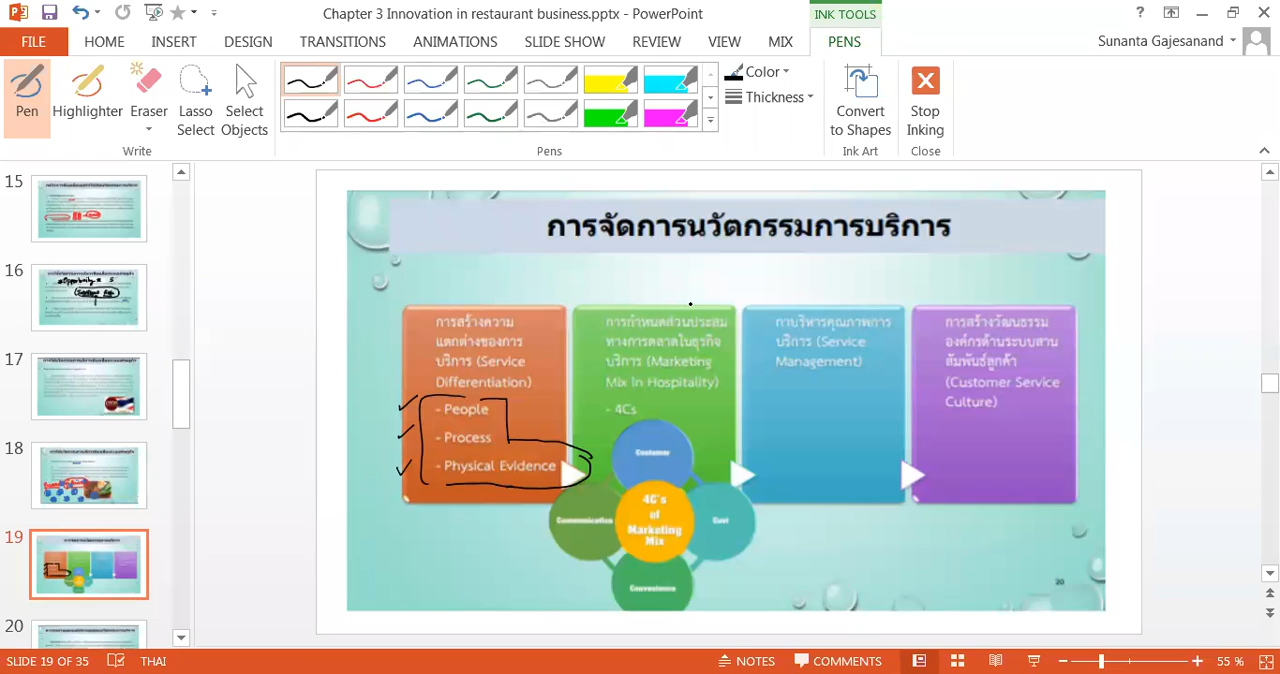 Chapter 3 Innovation in restaurant business.pptx - PowerPoint
INK TOOLS
FILE
HOME
INSERT
DESIGN
TRANSITIONS
ANIMATIONS
SLIDE SHOW
REVIEW
VIEW
MIX
PENS
Sunanta Gajesanand
Pen
Highlighter
Eraser
Lasso
Select
Select
Objects
Color
Thickness
Convert
to Shapes
Stop
Inking
Write
Pens
Ink Art
Close
15
16
17
18
19
20
การจัดการนวัตกรรมการบริการ
การสร้างความ
แตกต่างของการ
บริการ (Service
Differentiation)
- People
- Process
- Physical Evidence
การกำหนดส่วนประสม
ทางการตลาดในธุรกิจ
บริการ (Marketing
Mix In Hospitality)
- 4Cs
กาบริหารคุณภาพการ
บริการ (Service
Management)
การสร้างวัฒนธรรม
องค์กรด้านระบบสาน
สัมพันธ์ลูกค้า
(Customer Service
Culture)
Costumer
Communication
4C's
of
Marketing
Mix
Cost
Convenience
20
SLIDE 19 OF 35
THAI
NOTES
COMMENTS
55 %